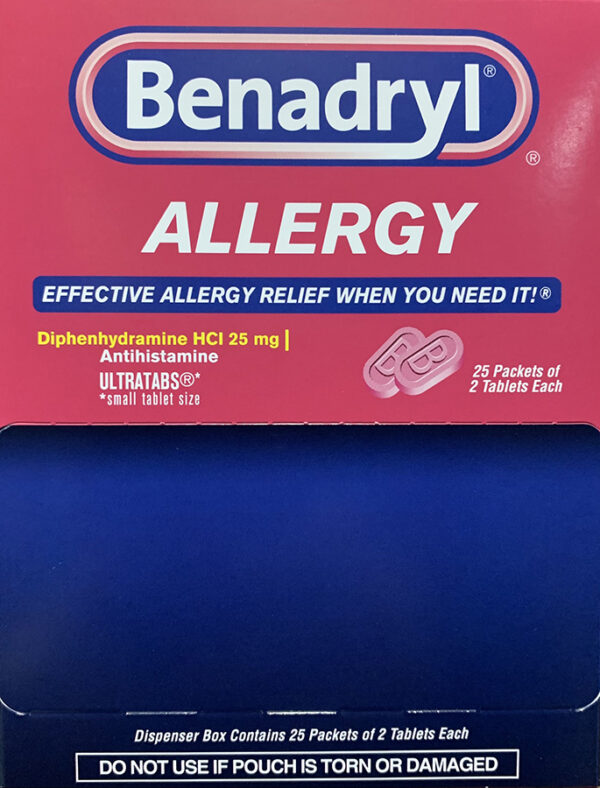 Benadryl®
®
ALLERGY
EFFECTIVE ALLERGY RELIEF WHEN YOU NEED IT!®
Diphenhydramine HCl 25 mg |
Antihistamine
ULTRATABS®*
*small tablet size
B B
25 Packets of
2 Tablets Each
Dispenser Box Contains 25 Packets of 2 Tablets Each
DO NOT USE IF POUCH IS TORN OR DAMAGED